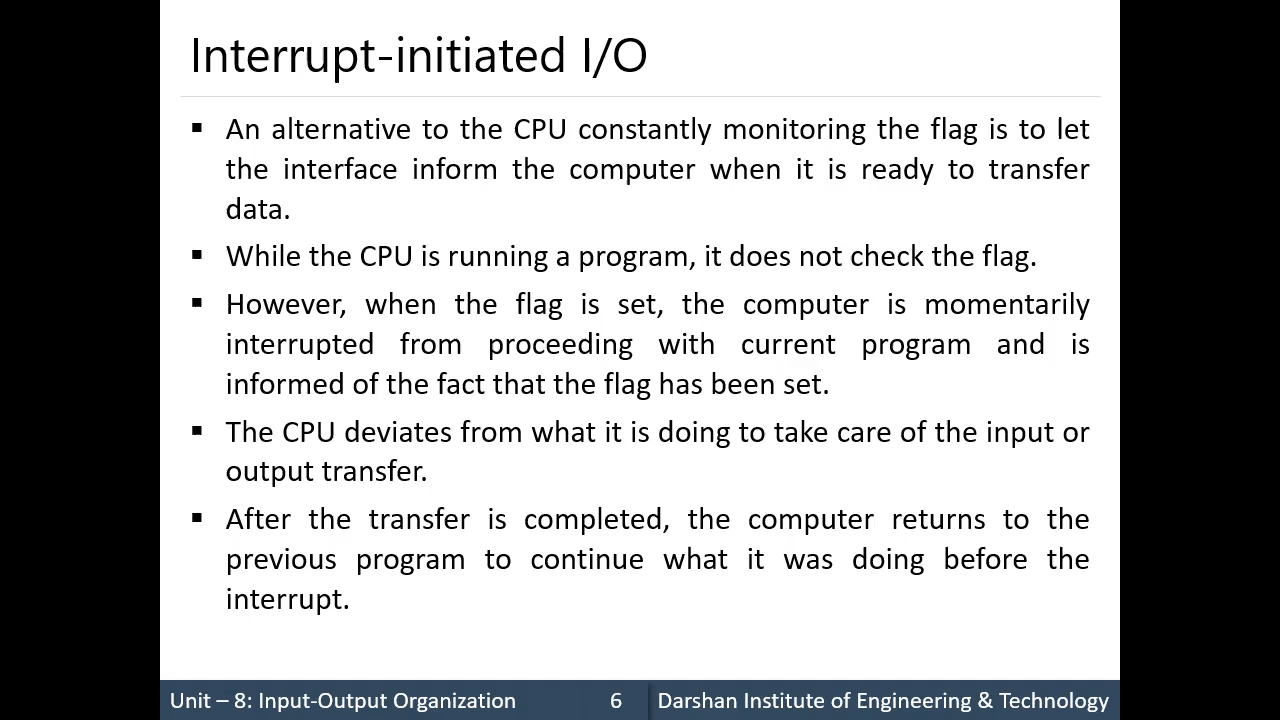 Interrupt-initiated I/O
▪ An alternative to the CPU constantly monitoring the flag is to let
the interface inform the computer when it is ready to transfer
data.
▪ While the CPU is running a program, it does not check the flag.
▪ However, when the flag is set, the computer is momentarily
interrupted from proceeding with current program and is
informed of the fact that the flag has been set.
▪ The CPU deviates from what it is doing to take care of the input or
output transfer.
▪ After the transfer is completed, the computer returns to the
previous program to continue what it was doing before the
interrupt.
Unit – 8: Input-Output Organization 6 Darshan Institute of Engineering & Technology